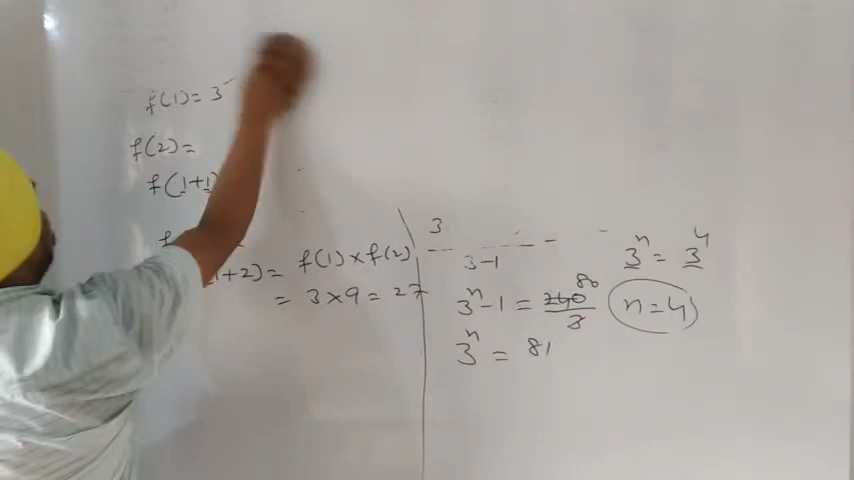 f(1)= 3
f(2)=
f(1+1)
1+2)= f(1)×f(2)
= 3×9 = 27
3
3-1
3ⁿ-1 = 240 80
3
3ⁿ = 81
3ⁿ = 3⁴
n=4